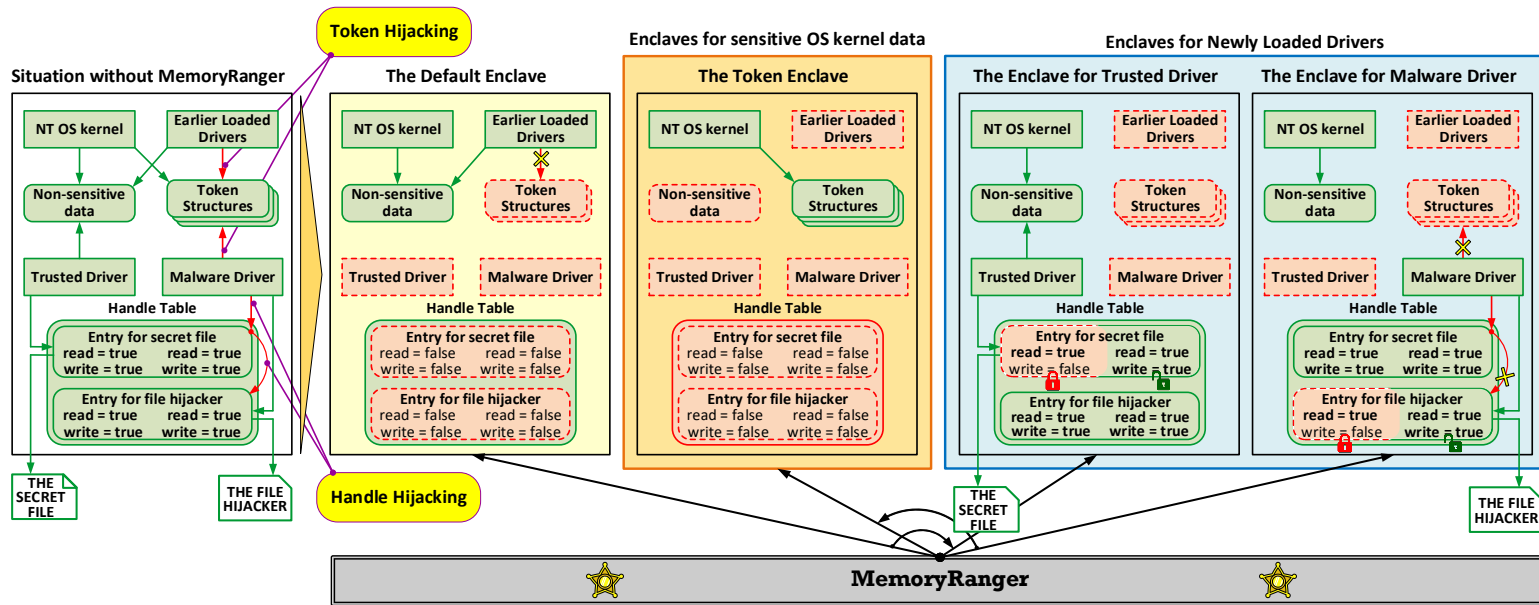 Token Hijacking
Enclaves for sensitive OS kernel data
Enclaves for Newly Loaded Drivers
Situation without MemoryRanger
NT OS kernel
Earlier Loaded
Drivers
Non-sensitive
data
Token
Structures
Trusted Driver
Malware Driver
Handle Table
Entry for secret file
read = true read = true
write = true write = true
Entry for file hijacker
read = true read = true
write = true write = true
THE
SECRET
FILE
THE FILE
HIJACKER
Handle Hijacking
The Default Enclave
NT OS kernel
Earlier Loaded
Drivers
Non-sensitive
data
Token
Structures
Trusted Driver
Malware Driver
Handle Table
Entry for secret file
read = false read = false
write = false write = false
Entry for file hijacker
read = false read = false
write = false write = false
The Token Enclave
NT OS kernel
Earlier Loaded
Drivers
Non-sensitive
data
Token
Structures
Trusted Driver
Malware Driver
Handle Table
Entry for secret file
read = false read = false
write = false write = false
Entry for file hijacker
read = false read = false
write = false write = false
The Enclave for Trusted Driver
NT OS kernel
Earlier Loaded
Drivers
Non-sensitive
data
Token
Structures
Trusted Driver
Malware Driver
Handle Table
Entry for secret file
read = true read = true
write = false write = true
Entry for file hijacker
read = true read = true
write = true write = true
THE
SECRET
FILE
The Enclave for Malware Driver
NT OS kernel
Earlier Loaded
Drivers
Non-sensitive
data
Token
Structures
Trusted Driver
Malware Driver
Handle Table
Entry for secret file
read = true read = true
write = true write = true
Entry for file hijacker
read = true read = true
write = false write = true
THE FILE
HIJACKER
MemoryRanger